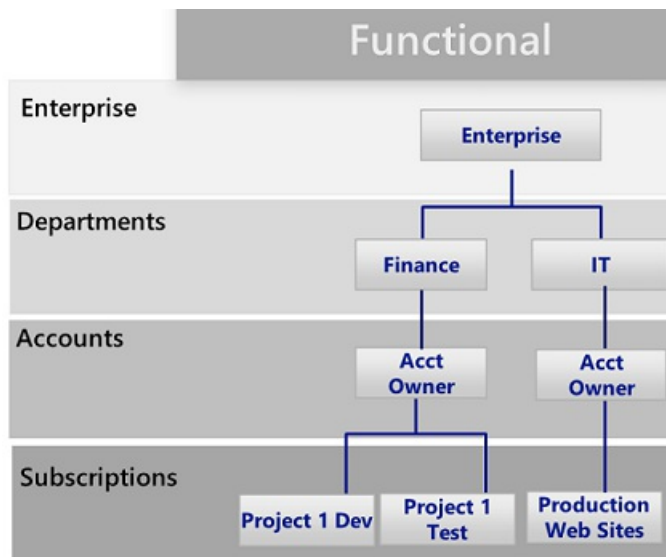 Functional
Enterprise
Enterprise
Departments
Finance
IT
Accounts
Acct
Owner
Acct
Owner
Subscriptions
Project 1 Dev
Project 1
Test
Production
Web Sites